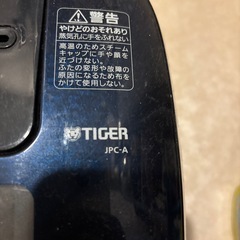 警告
やけどのおそれあり
蒸気孔に手をふれない
高温のためスチーム
キャップに手や顔を
近づけない。
ふたの変形や故障の
原因になるため布を
かけて使用しない。
TIGER
JPC-A